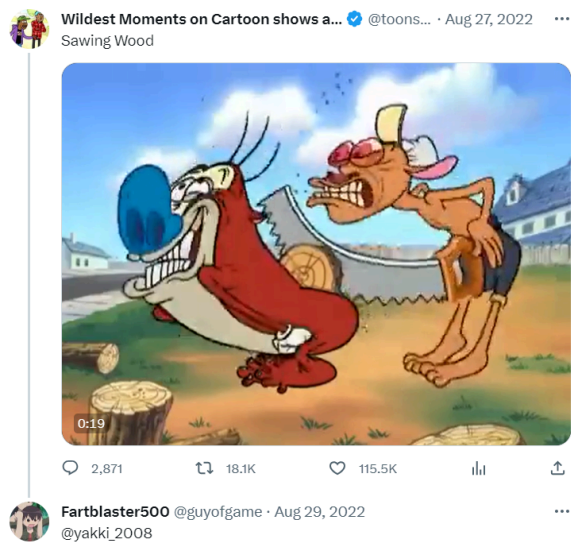 Wildest Moments on Cartoon shows a... @toons... · Aug 27, 2022
Sawing Wood
0:19
2,871 18.1K 115.5K
Fartblaster500 @guyofgame · Aug 29, 2022
@yakki_2008